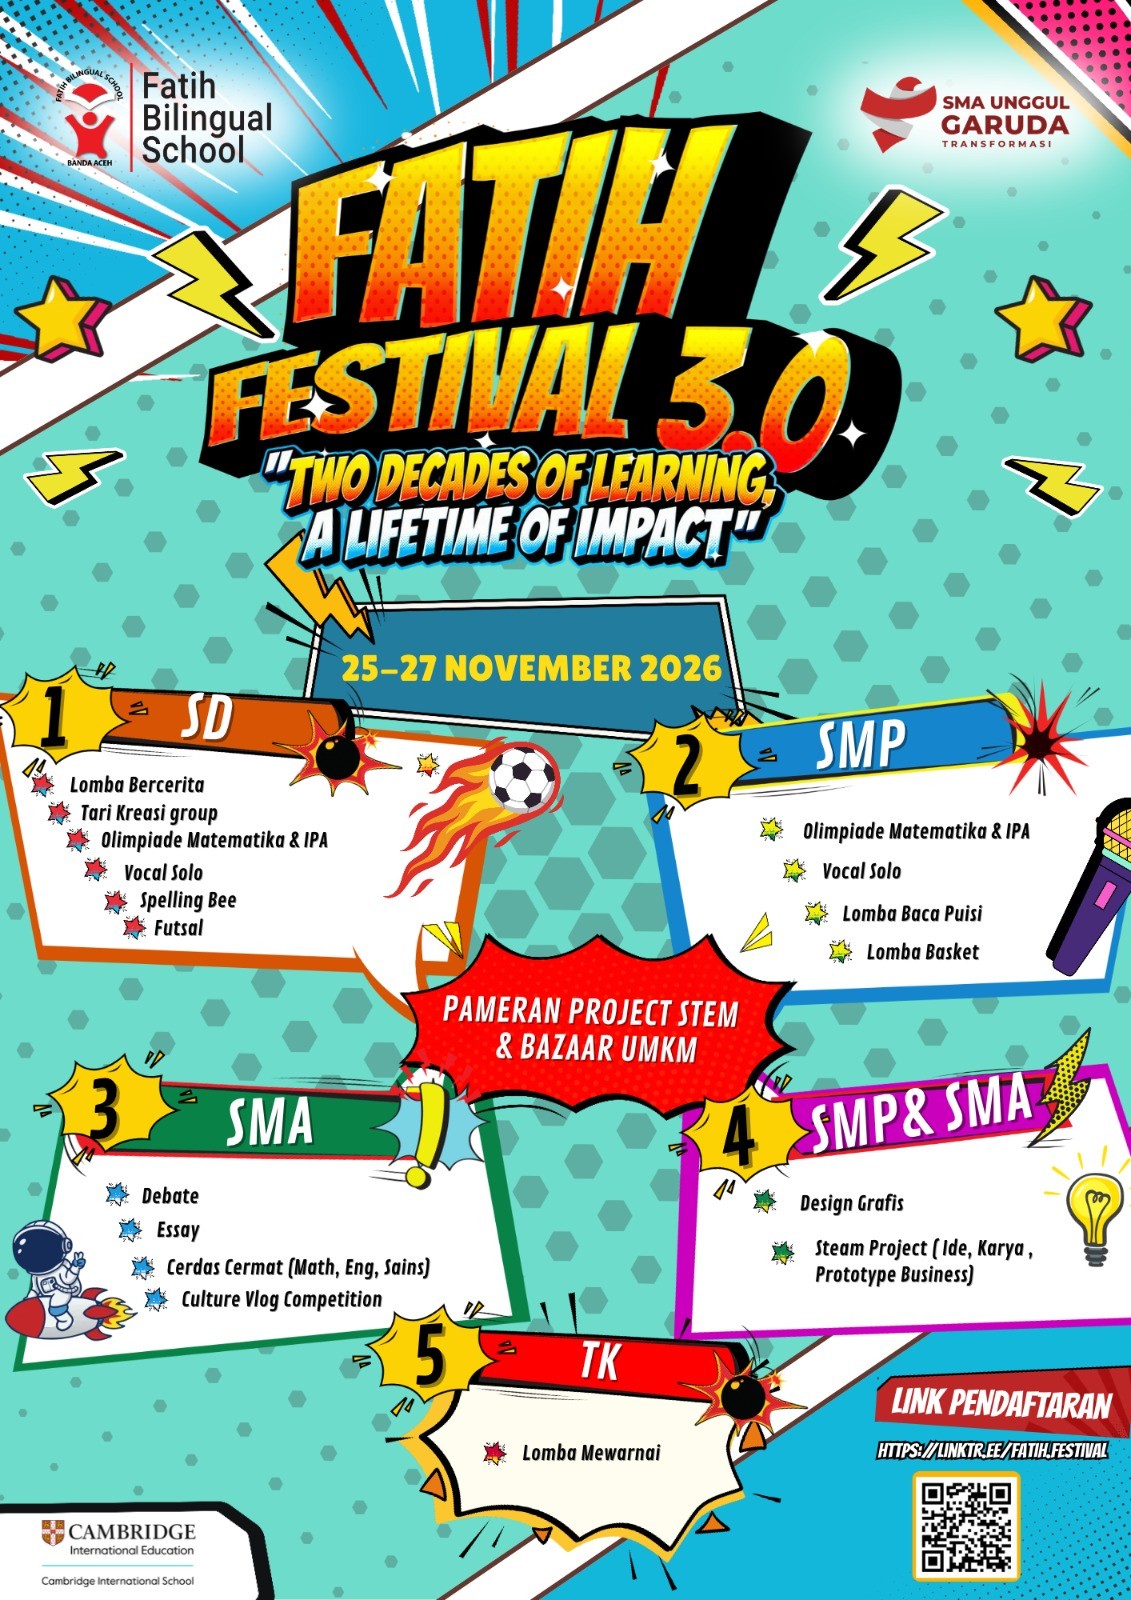 FATIH BILINGUAL SCHOOL
BANDA ACEH
Fatih
Bilingual
School
SMA UNGGUL
GARUDA
TRANSFORMASI
FATIH
FESTIVAL 3.0
"TWO DECADES OF LEARNING,
A LIFETIME OF IMPACT"
25–27 NOVEMBER 2026
1
SD
Lomba Bercerita
Tari Kreasi group
Olimpiade Matematika & IPA
Vocal Solo
Spelling Bee
Futsal
2
SMP
Olimpiade Matematika & IPA
Vocal Solo
Lomba Baca Puisi
Lomba Basket
PAMERAN PROJECT STEM
& BAZAAR UMKM
3
SMA
Debate
Essay
Cerdas Cermat (Math, Eng, Sains)
Culture Vlog Competition
4
SMP& SMA
Design Grafis
Steam Project ( Ide, Karya ,
Prototype Business)
5
TK
Lomba Mewarnai
LINK PENDAFTARAN
HTTPS://LINKTR.EE/FATIH.FESTIVAL
CAMBRIDGE
International Education
Cambridge International School